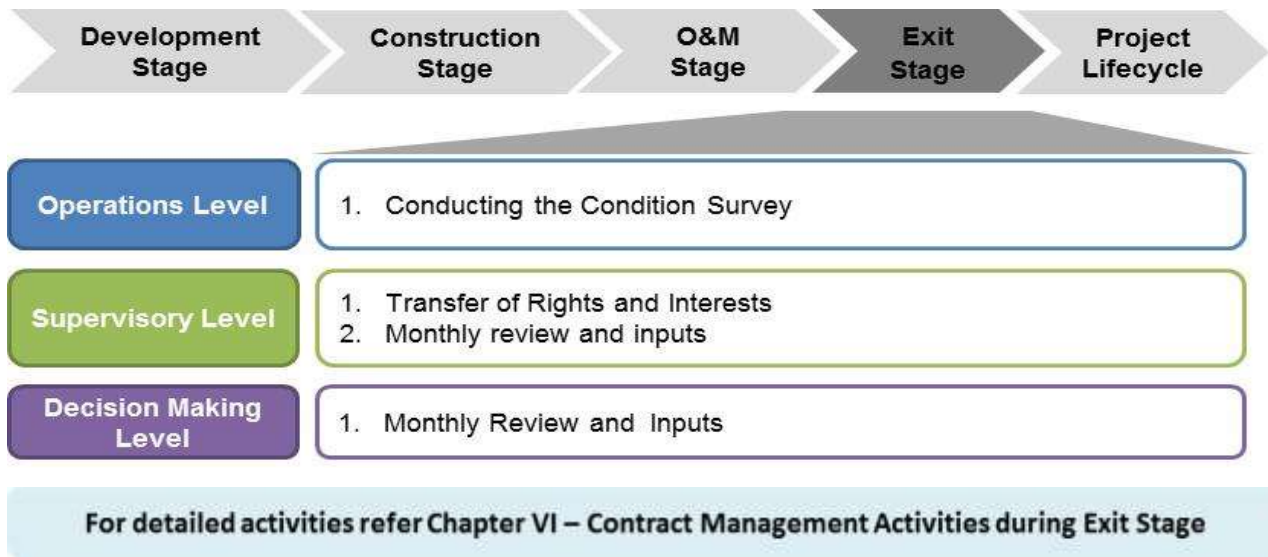 Development
Stage
Construction
Stage
O&M
Stage
Exit
Stage
Project
Lifecycle
Operations Level
1. Conducting the Condition Survey
Supervisory Level
1. Transfer of Rights and Interests
2. Monthly review and inputs
Decision Making
Level
1. Monthly Review and Inputs
For detailed activities refer Chapter VI – Contract Management Activities during Exit Stage